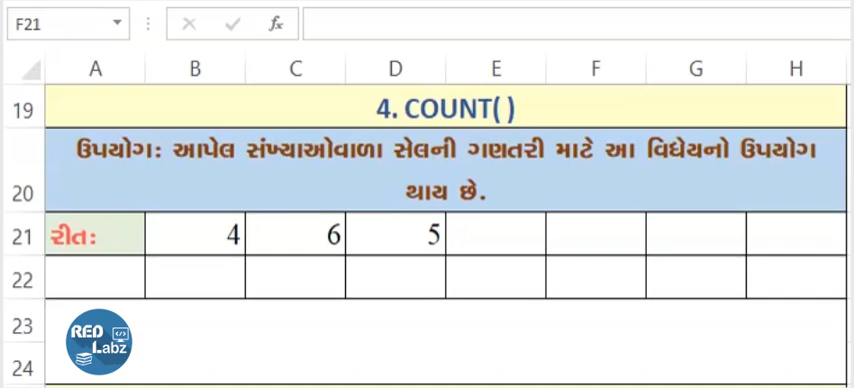 F21
fx
A B C D E F G H
19 4. COUNT( )
ઉપયોગ: આપેલ સંખ્યાઓવાળા સેલની ગણતરી માટે આ વિધેયનો ઉપયોગ
20 થાય છે.
21 રીત: 4 6 5
22
23
RED
Labz
24